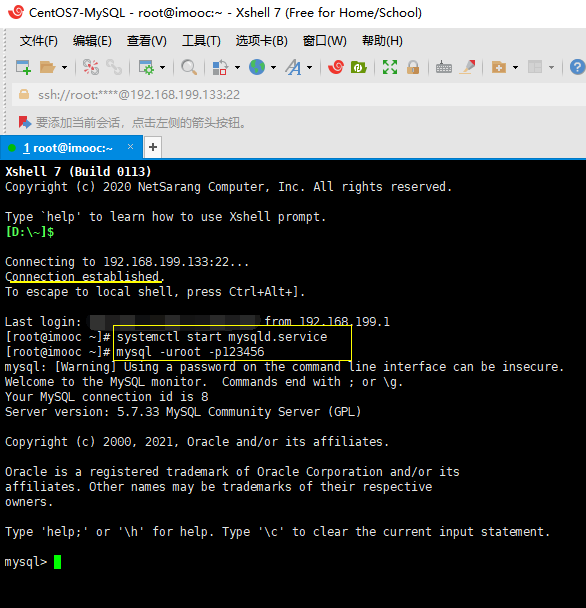 CentOS7-MySQL - root@imooc:~ - Xshell 7 (Free for Home/School)
文件(F) 编辑(E) 查看(V) 工具(T) 选项卡(B) 窗口(W) 帮助(H)
ssh://root:****@192.168.199.133:22
要添加当前会话，点击左侧的箭头按钮。
1 root@imooc:~ × +
Xshell 7 (Build 0113)
Copyright (c) 2020 NetSarang Computer, Inc. All rights reserved.
Type `help' to learn how to use Xshell prompt.
[D:\~]$
Connecting to 192.168.199.133:22...
Connection established.
To escape to local shell, press Ctrl+Alt+].
Last login: from 192.168.199.1
[root@imooc ~]# systemctl start mysqld.service
[root@imooc ~]# mysql -uroot -p123456
mysql: [Warning] Using a password on the command line interface can be insecure.
Welcome to the MySQL monitor.  Commands end with ; or \g.
Your MySQL connection id is 8
Server version: 5.7.33 MySQL Community Server (GPL)
Copyright (c) 2000, 2021, Oracle and/or its affiliates.
Oracle is a registered trademark of Oracle Corporation and/or its
affiliates. Other names may be trademarks of their respective
owners.
Type 'help;' or '\h' for help. Type '\c' to clear the current input statement.
mysql>